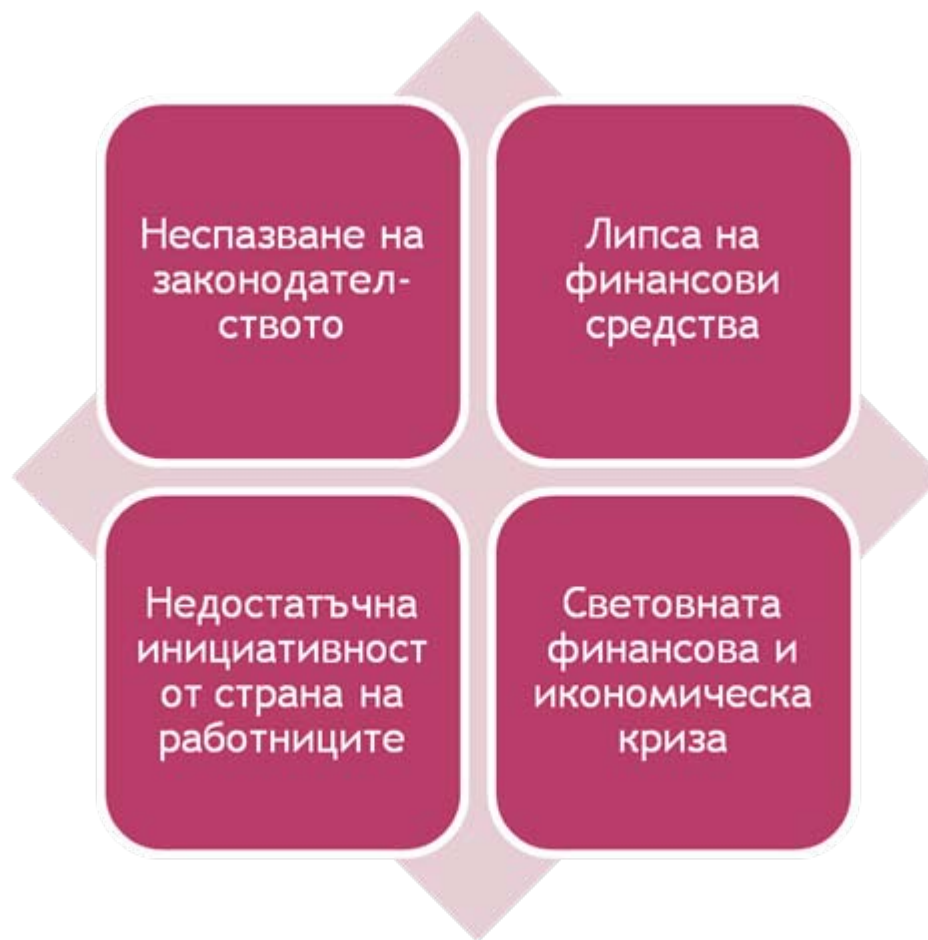 Неспазване на
законодател-
ството
Липса на
финансови
средства
Недостатъчна
инициативност
от страна на
работниците
Световната
финансова и
икономическа
криза